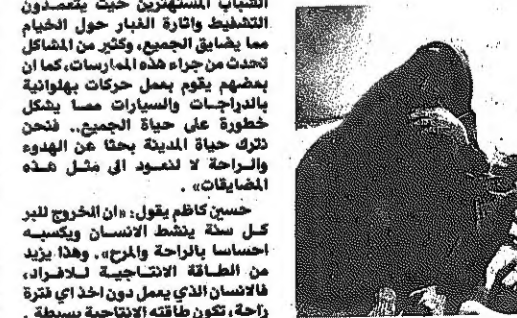 الشباب المستهترين حيث يتعمدون
التشفيط واثارة الغبار حول الخيام
مما يضايق الجميع، وكثير من المشاكل
تحدث من جراء هذه الممارسات، كما ان
بعضهم يقوم بعمل حركات بهلوانية
بالدراجات والسيارات مما يشكل
خطورة على حياة الجميع.. فنحن
نترك حياة المدينة بحثا عن الهدوء
والراحة لا لنعود الى مثل هذه
المضايقات» .
حسين كاظم يقول: «ان الخروج للبر
كل سنة ينشط الانسان ويكسبه
احساسا بالراحة والمرح». وهذا يزيد
من الطاقة الانتاجية للافراد،
فالانسان الذي يعمل دون اخذ اي فترة
راحة، تكون طاقته الانتاجية بسيطة .